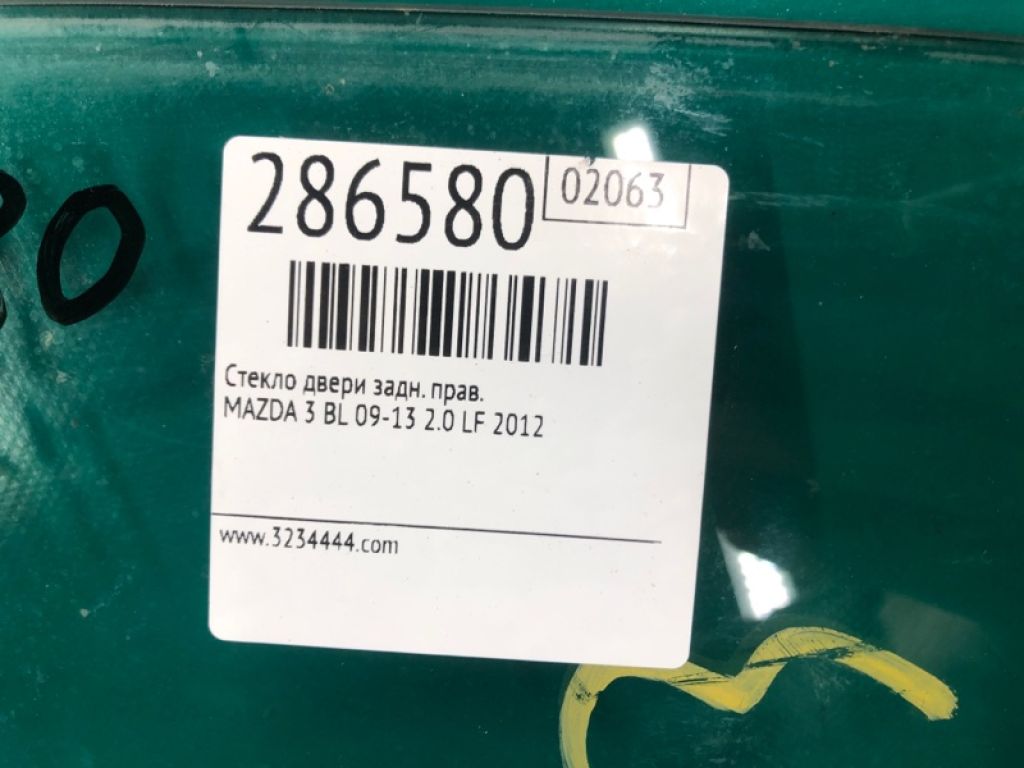 286580
02063
Стекло двери задн. прав.
MAZDA 3 BL 09-13 2.0 LF 2012
www.3234444.com